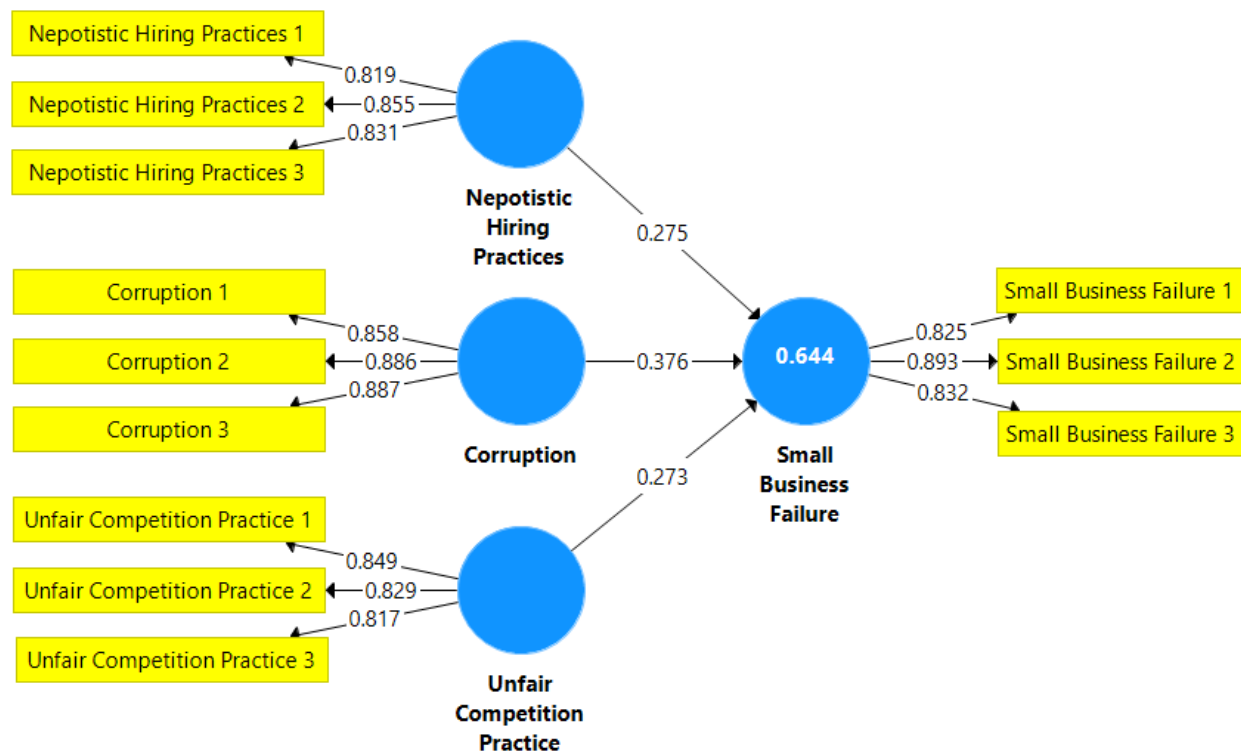 Nepotistic Hiring Practices 1
0.819
Nepotistic Hiring Practices 2
0.855
0.831
Nepotistic Hiring Practices 3
Nepotistic
Hiring
Practices
0.275
Corruption 1
0.858
Corruption 2
0.886
0.887
Corruption 3
Corruption
0.376
0.644
Small Business Failure 1
0.825
0.893
Small Business Failure 2
0.832
Small Business Failure 3
Small
Business
Failure
0.273
Unfair Competition Practice 1
0.849
Unfair Competition Practice 2
0.829
0.817
Unfair Competition Practice 3
Unfair
Competition
Practice